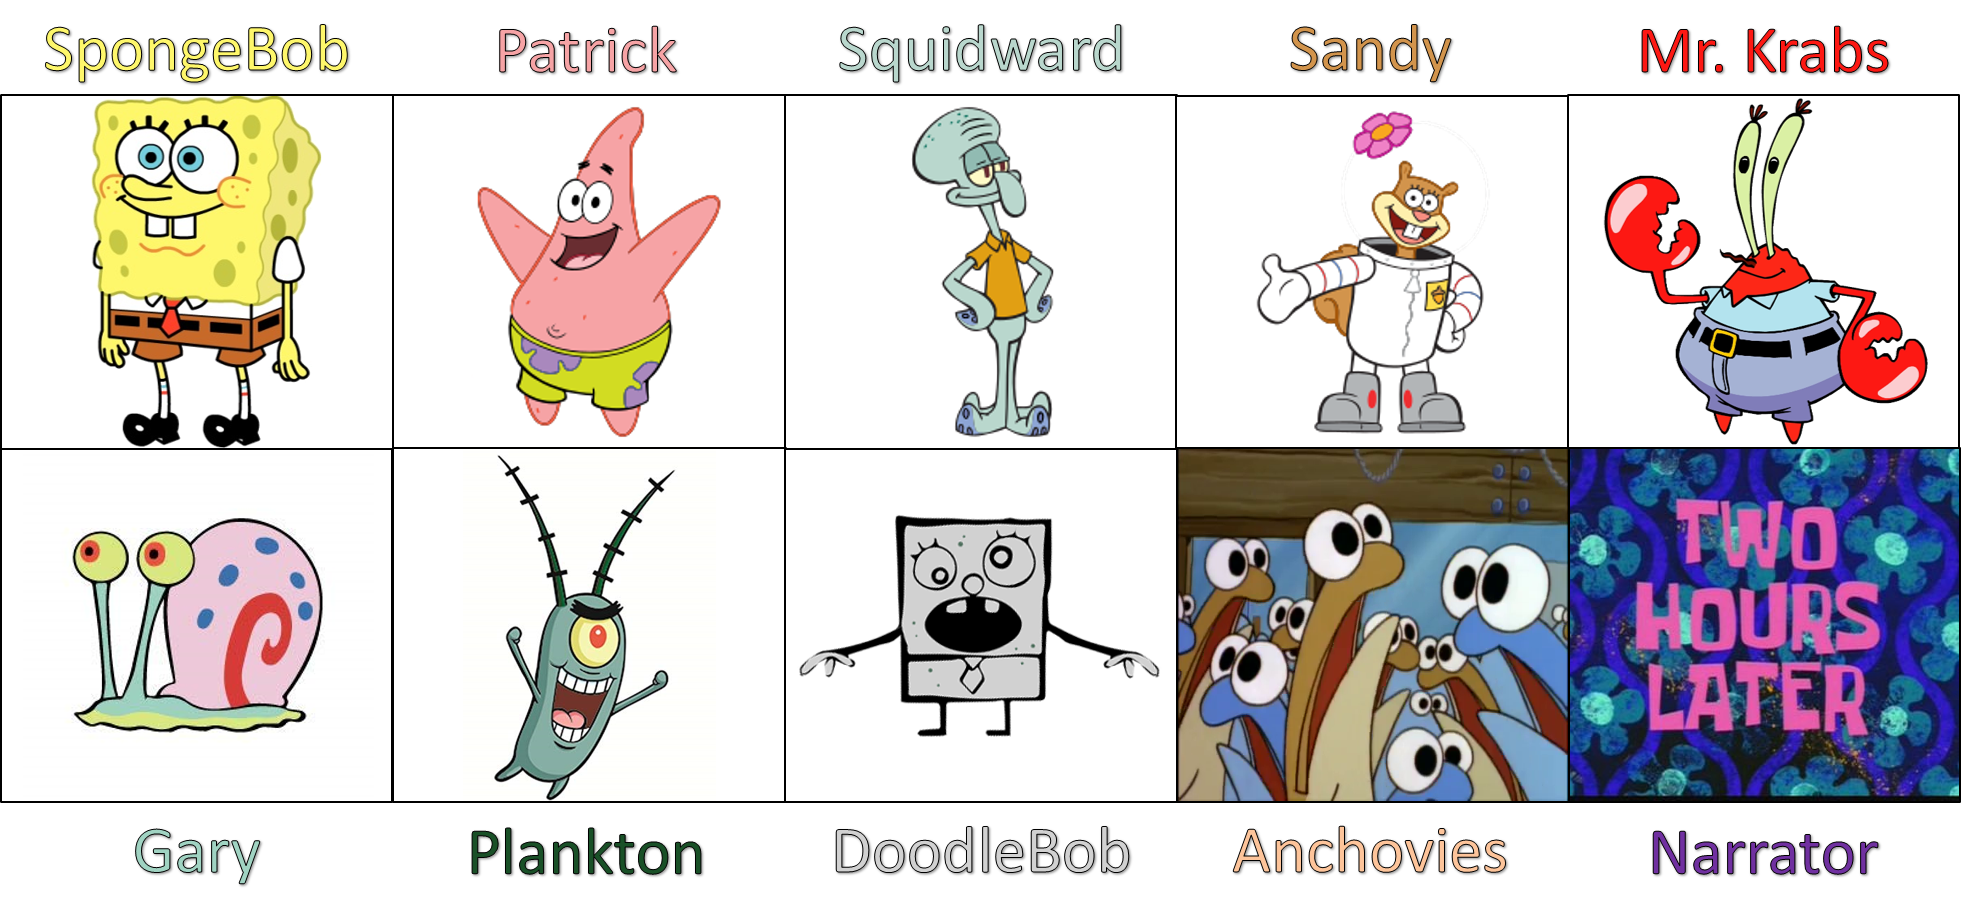 SpongeBob
Patrick
Squidward
Sandy
Mr. Krabs
TWO
HOURS
LATER
Gary
Plankton
DoodleBob
Anchovies
Narrator